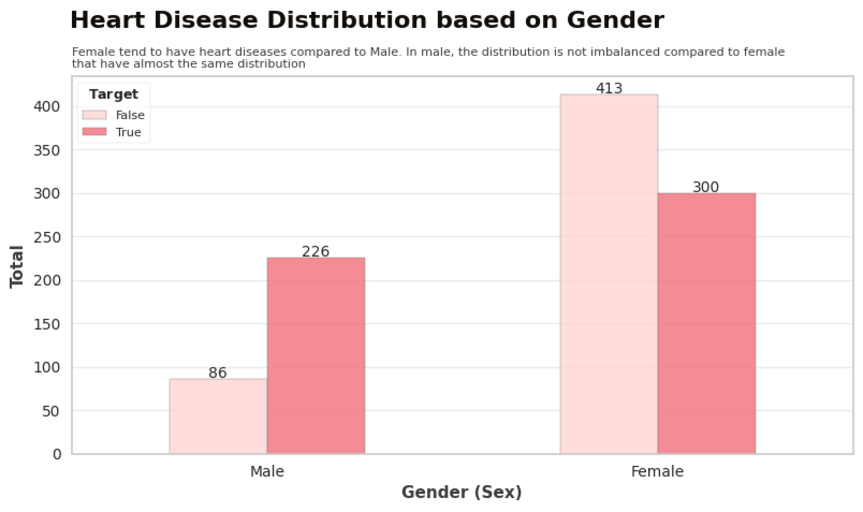 Heart Disease Distribution based on Gender
Female tend to have heart diseases compared to Male. In male, the distribution is not imbalanced compared to female
that have almost the same distribution
Target
False
True
400
350
300
250
200
150
100
50
0
Total
86
226
413
300
Male
Female
Gender (Sex)